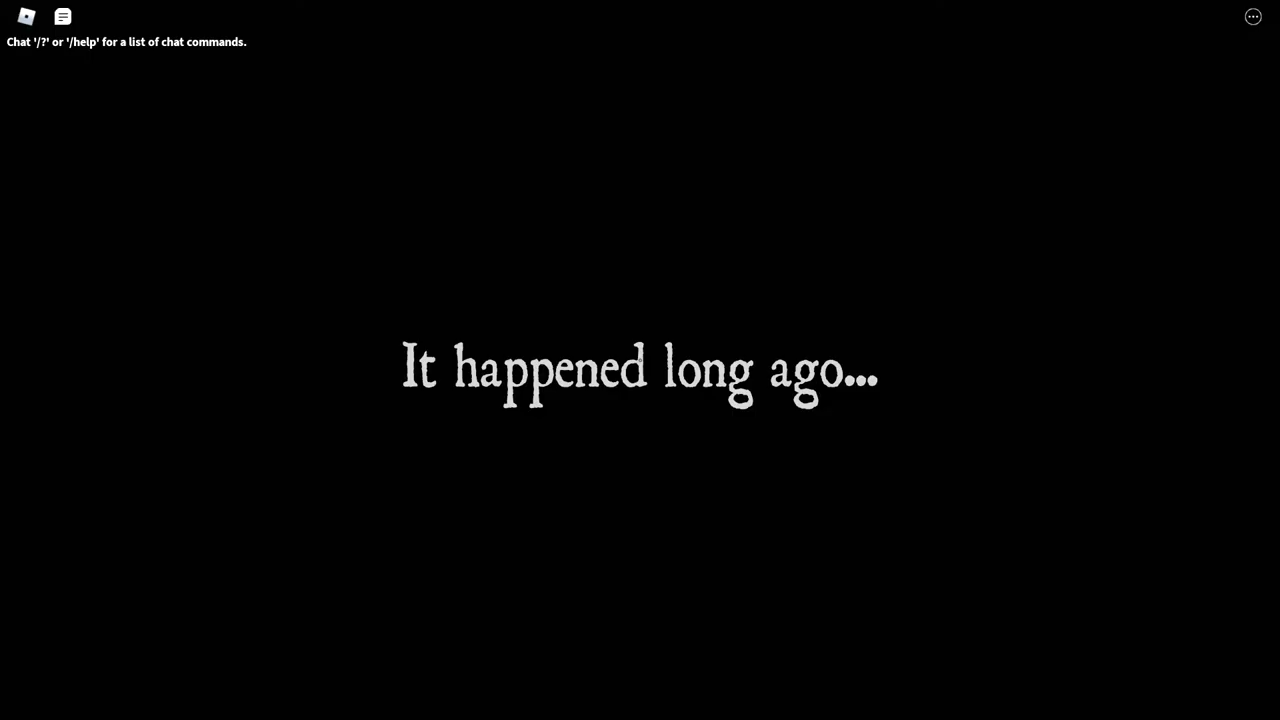 Chat '/?' or '/help' for a list of chat commands.
It happened long ago...